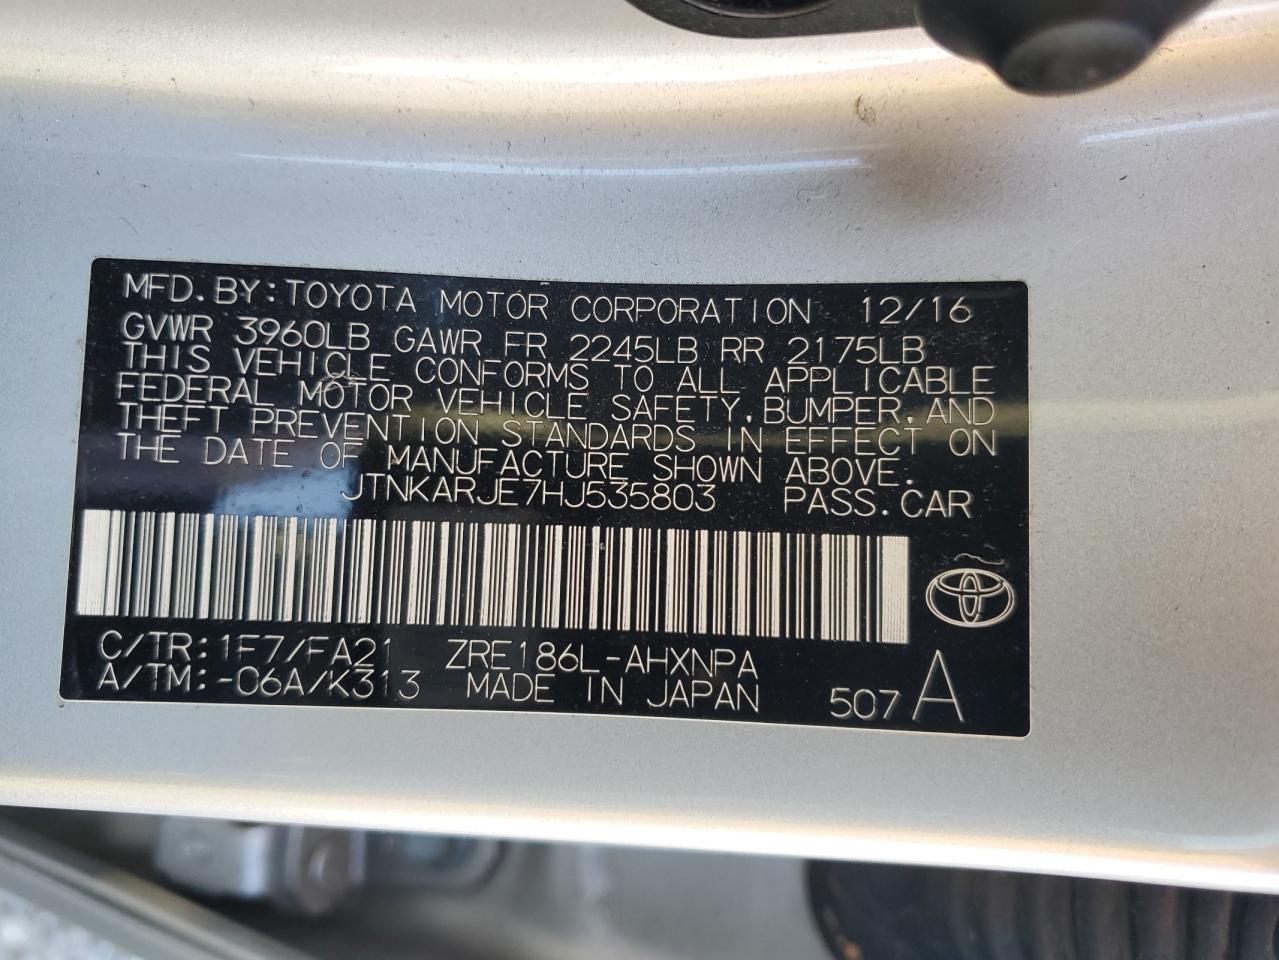 MFD. BY: TOYOTA MOTOR CORPORATION 12/16
GVWR 3960LB GAWR FR 2245LB RR 2175LB
THIS VEHICLE CONFORMS TO ALL APPLICABLE
FEDERAL MOTOR VEHICLE SAFETY, BUMPER, AND
THEFT PREVENTION STANDARDS IN EFFECT ON
THE DATE OF MANUFACTURE SHOWN ABOVE.
JTNKARJE7HJ535803 PASS. CAR
C/TR: 1F7/FA21 ZRE186L-AHXNPA
A/TM: -06A/K313 MADE IN JAPAN 507 A